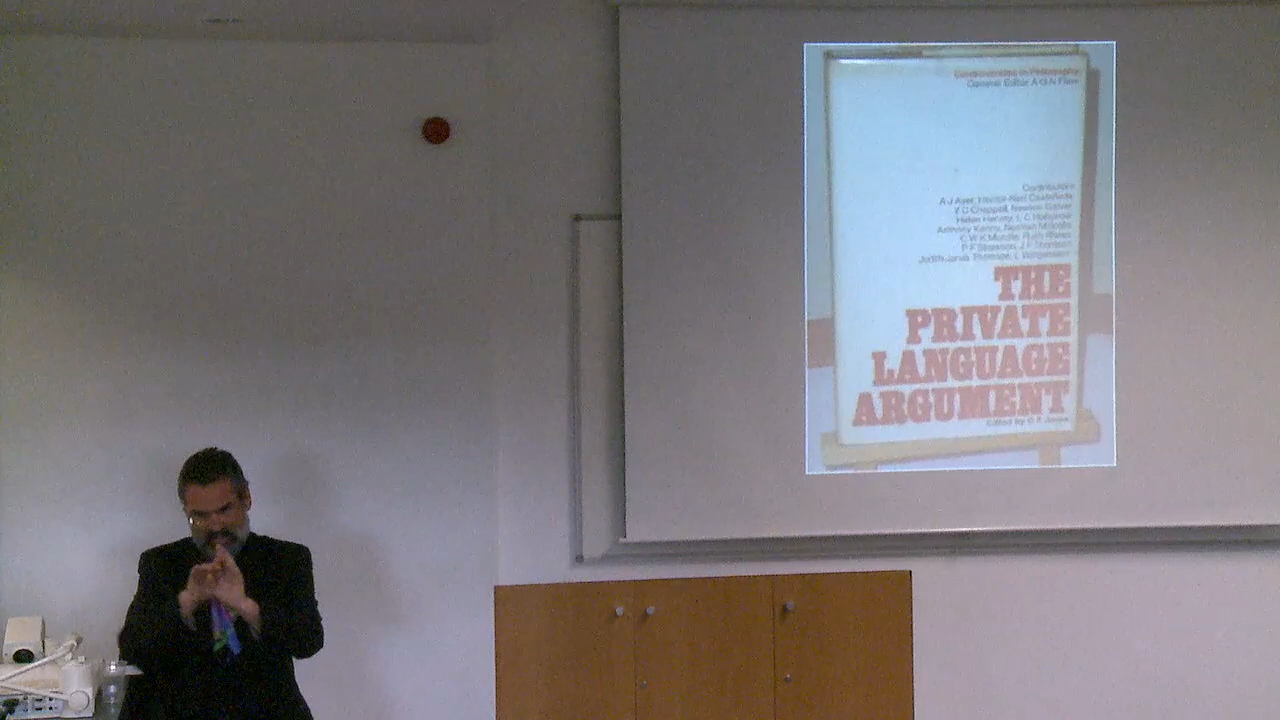 Controversies in Philosophy
General Editor A G N Flew
Contributors
A J Ayer, Hector-Neri Castañeda
V C Chappell, Newton Garver
Helen Hervey, L C Holborow
Anthony Kenny, Norman Malcolm
C W K Mundle, Rush Rhees
P F Strawson, J F Thomson
Judith Jarvis Thomson, L Wittgenstein
THE
PRIVATE
LANGUAGE
ARGUMENT
Edited by O R Jones